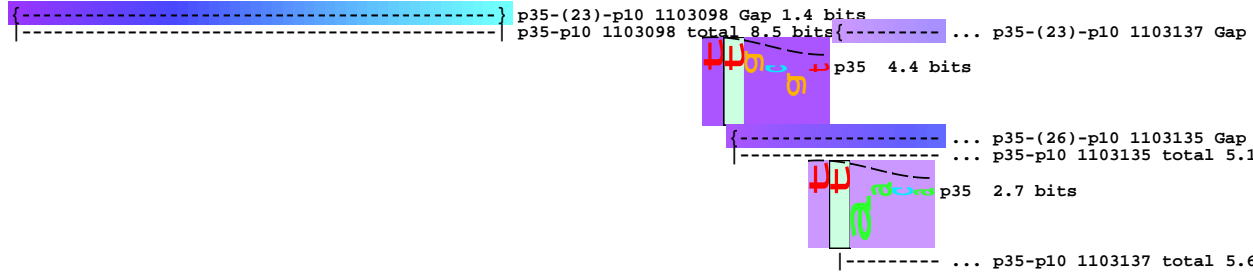 {---------------------------------} p35-(23)-p10 1103098 Gap 1.4 bits
|---------------------------------| p35-p10 1103098 total 8.5 bits
{--------- ... p35-(23)-p10 1103137 Gap
ttgcgt p35 4.4 bits
{---------------- ... p35-(26)-p10 1103135 Gap
|---------------- ... p35-p10 1103135 total 5.1
ttaaca p35 2.7 bits
|-------- ... p35-p10 1103137 total 5.6